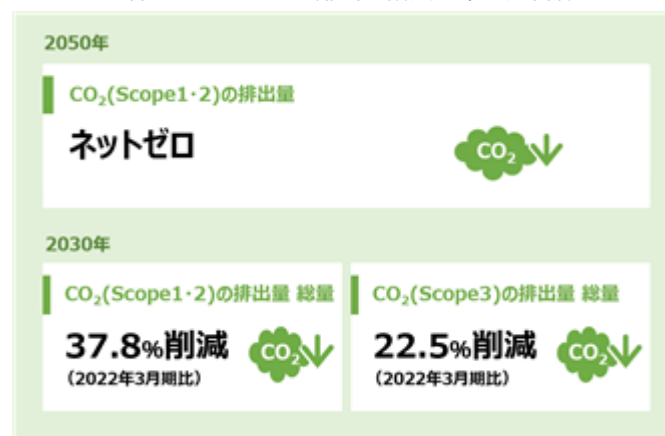 2050年
CO₂(Scope1･2)の排出量
ネットゼロ
CO₂
2030年
CO₂(Scope1･2)の排出量 総量
37.8%削減
(2022年3月期比)
CO₂
CO₂(Scope3)の排出量 総量
22.5%削減
(2022年3月期比)
CO₂